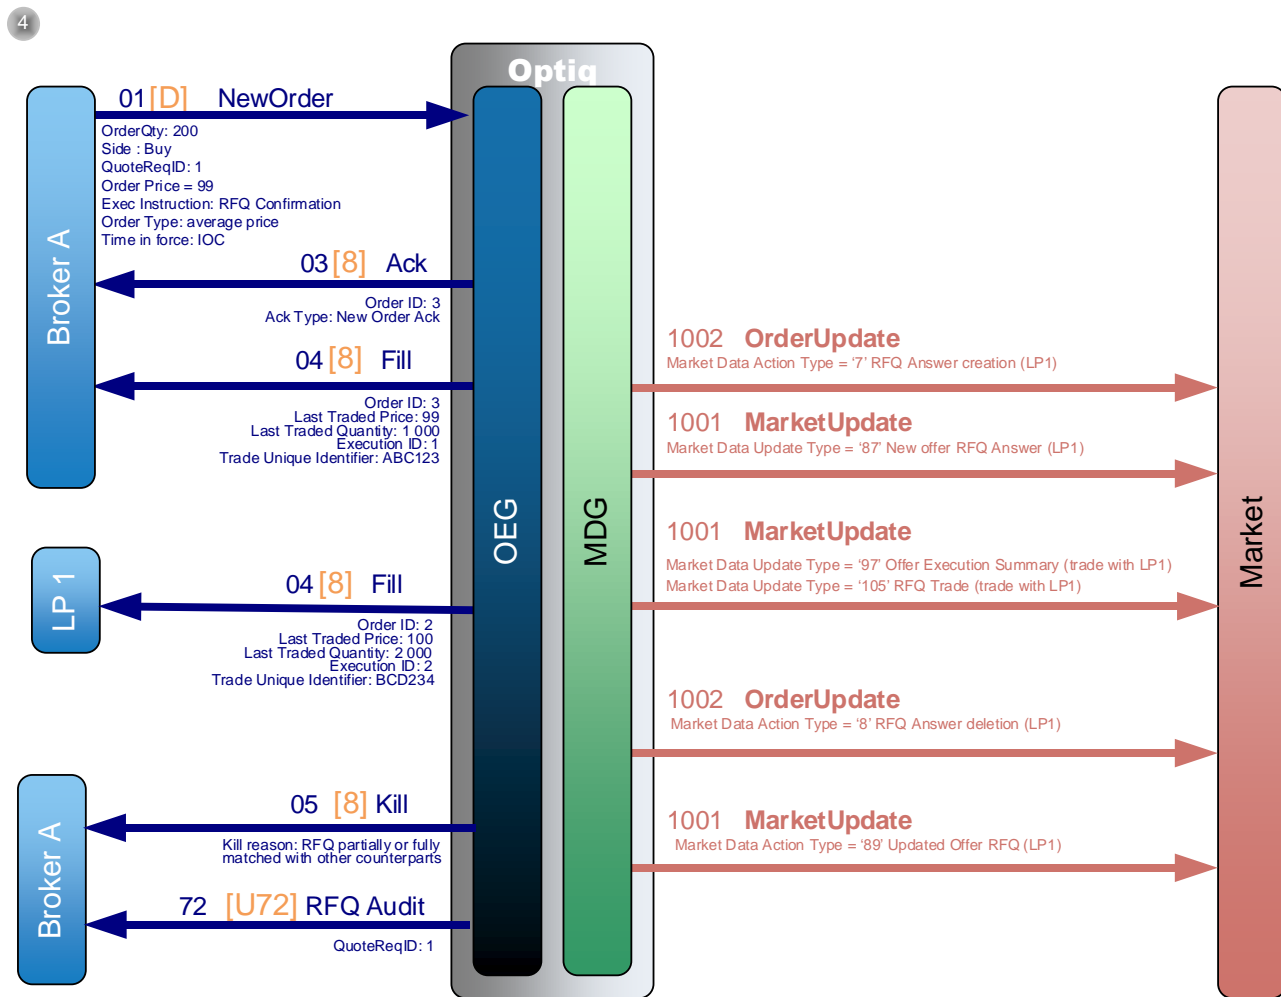 4
Optiq
01 [D] NewOrder
OrderQty: 200
Side : Buy
QuoteReqID: 1
Order Price = 99
Exec Instruction: RFQ Confirmation
Order Type: average price
Time in force: IOC
Broker A
03 [8] Ack
Order ID: 3
Ack Type: New Order Ack
04 [8] Fill
Order ID: 3
Last Traded Price: 99
Last Traded Quantity: 1 000
Execution ID: 1
Trade Unique Identifier: ABC123
LP 1
04 [8] Fill
Order ID: 2
Last Traded Price: 100
Last Traded Quantity: 2 000
Execution ID: 2
Trade Unique Identifier: BCD234
Broker A
05 [8] Kill
Kill reason: RFQ partially or fully
matched with other counterparts
72 [U72] RFQ Audit
QuoteReqID: 1
OEG
MDG
1002 OrderUpdate
Market Data Action Type = ‘7’ RFQ Answer creation (LP1)
1001 MarketUpdate
Market Data Update Type = ‘87’ New offer RFQ Answer (LP1)
1001 MarketUpdate
Market Data Update Type = ‘97’ Offer Execution Summary (trade with LP1)
Market Data Update Type = ‘105’ RFQ Trade (trade with LP1)
1002 OrderUpdate
Market Data Action Type = ‘8’ RFQ Answer deletion (LP1)
1001 MarketUpdate
Market Data Action Type = ‘89’ Updated Offer RFQ (LP1)
Market